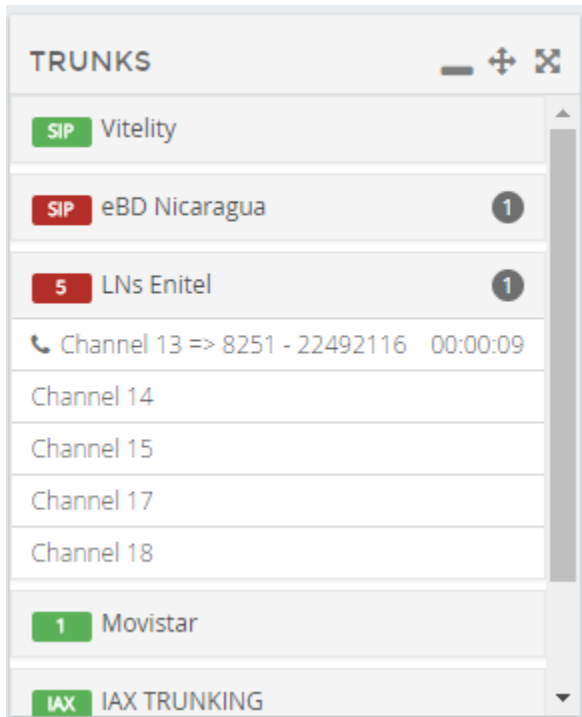 TRUNKS
SIP Vitelity
SIP eBD Nicaragua 1
5 LNs Enitel 1
Channel 13 => 8251 - 22492116 00:00:09
Channel 14
Channel 15
Channel 17
Channel 18
1 Movistar
IAX IAX TRUNKING